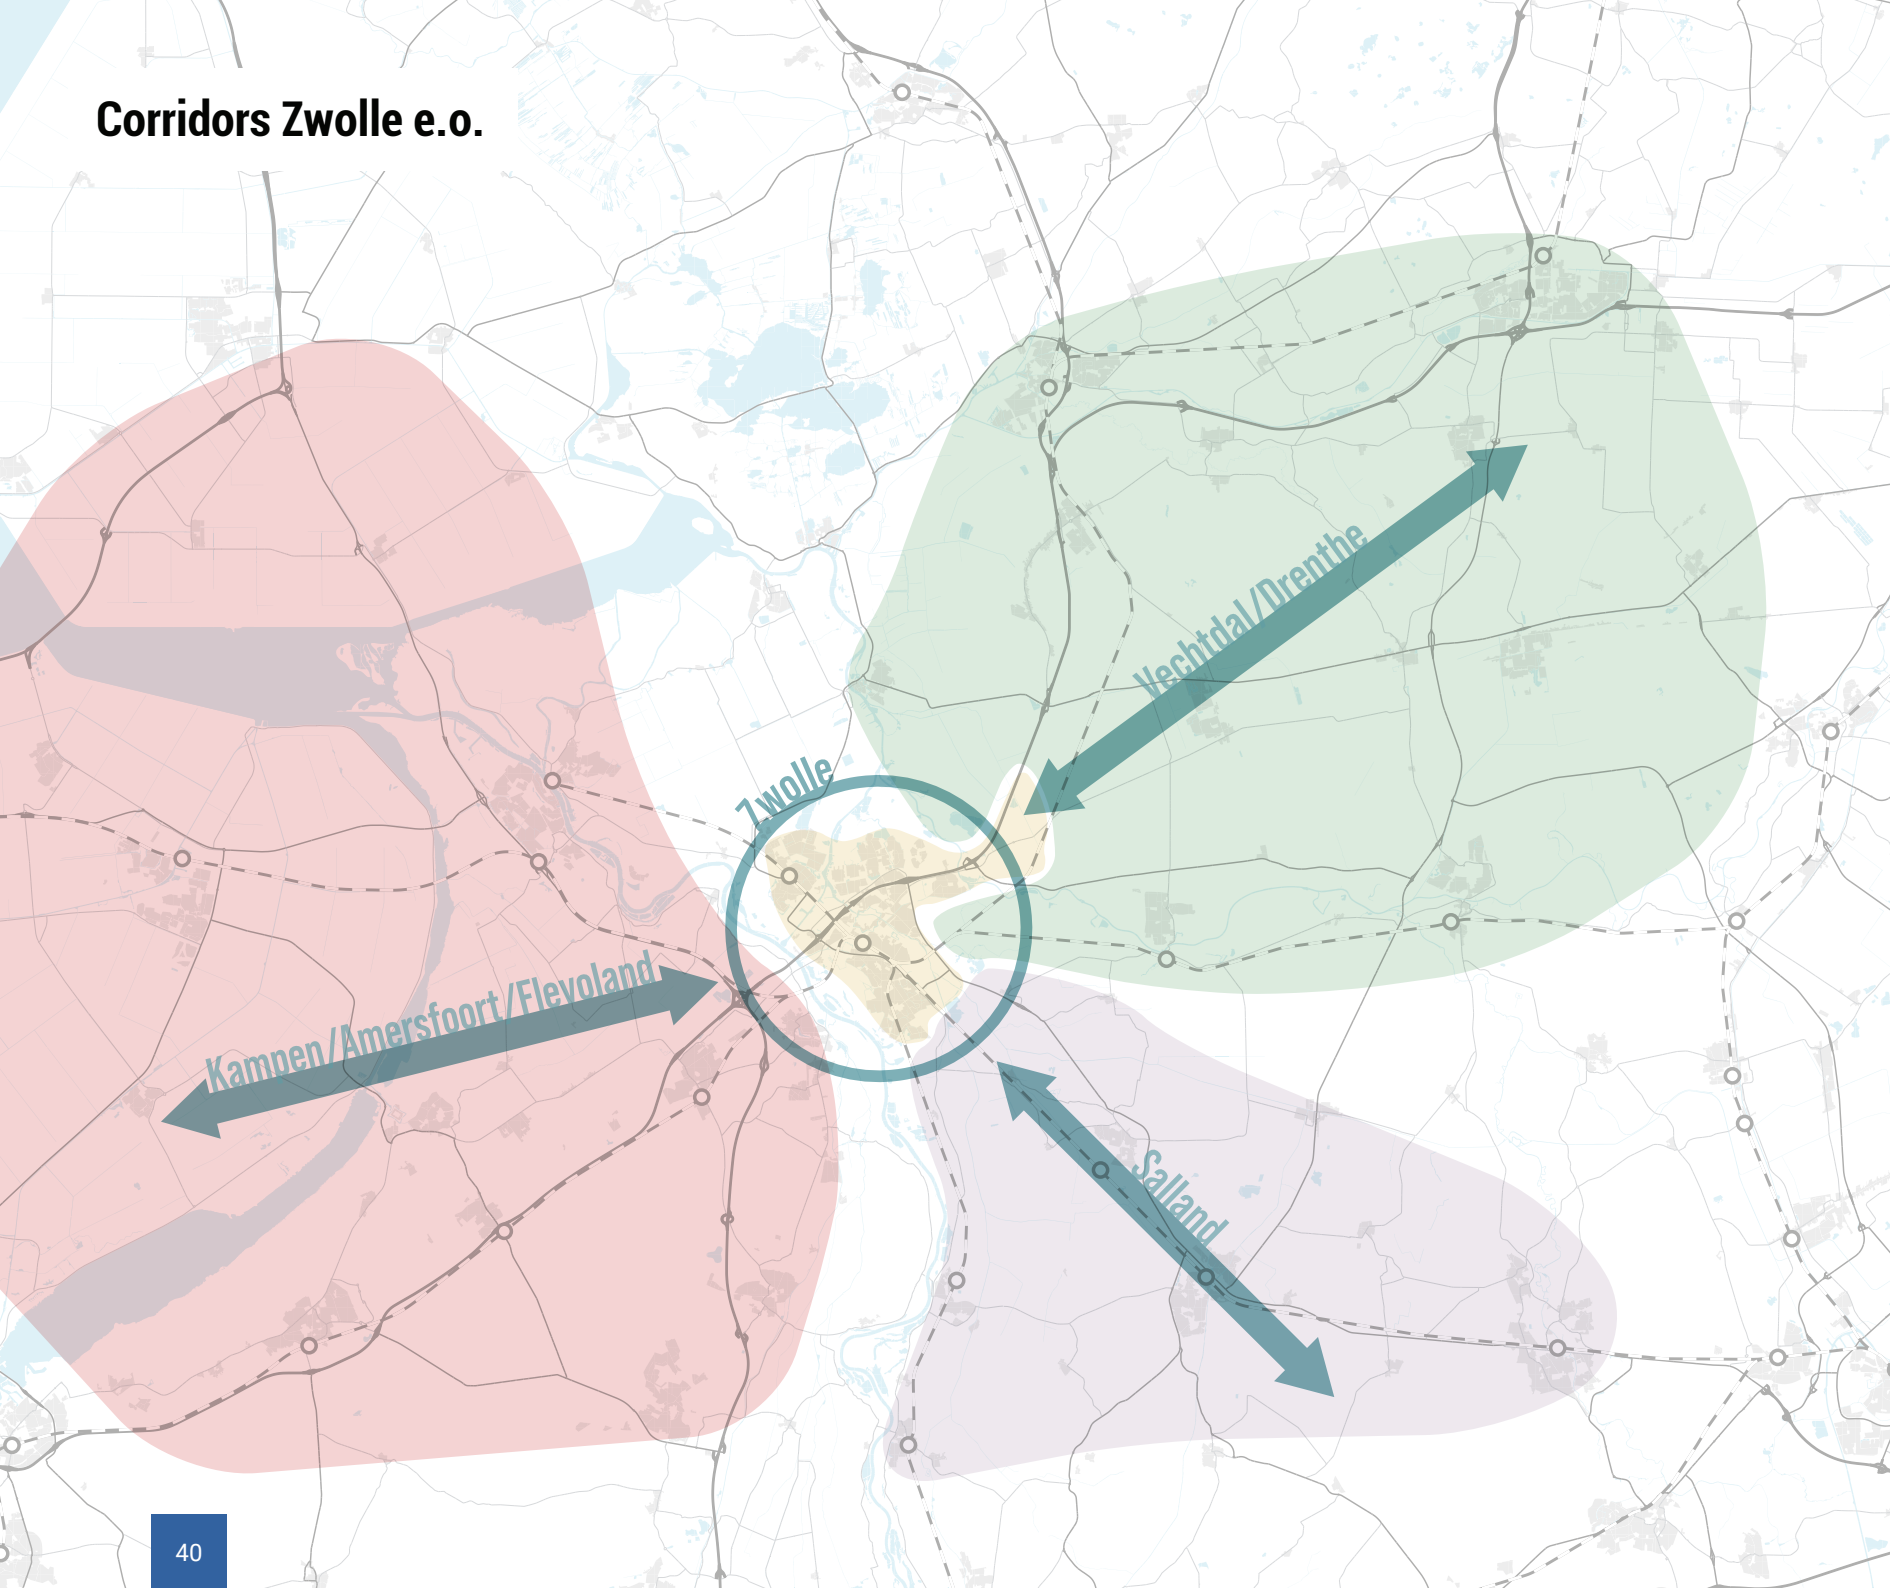 Corridors Zwolle e.o.
Vechtdal/Drenthe
Zwolle
Kampen/Amersfoort/Flevoland
Salland
40